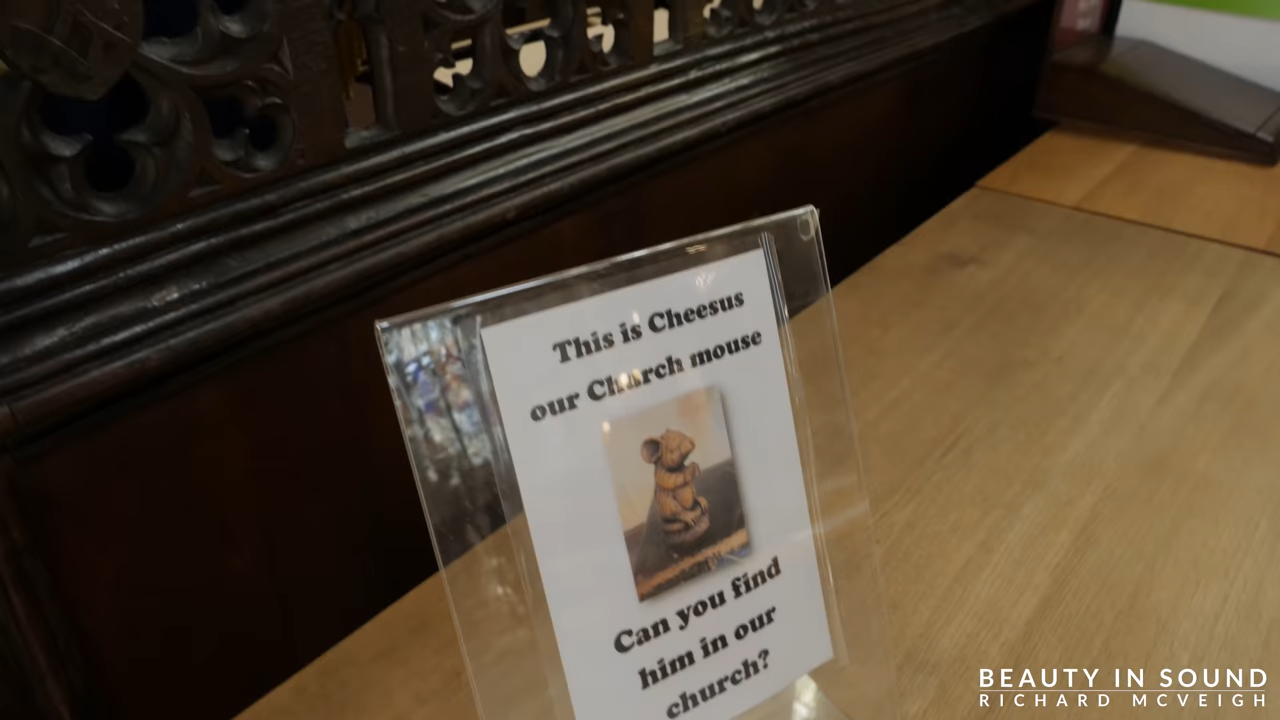 This is Cheesus
our Church mouse
Can you find
him in our
church?
BEAUTY IN SOUND
RICHARD MCVEIGH